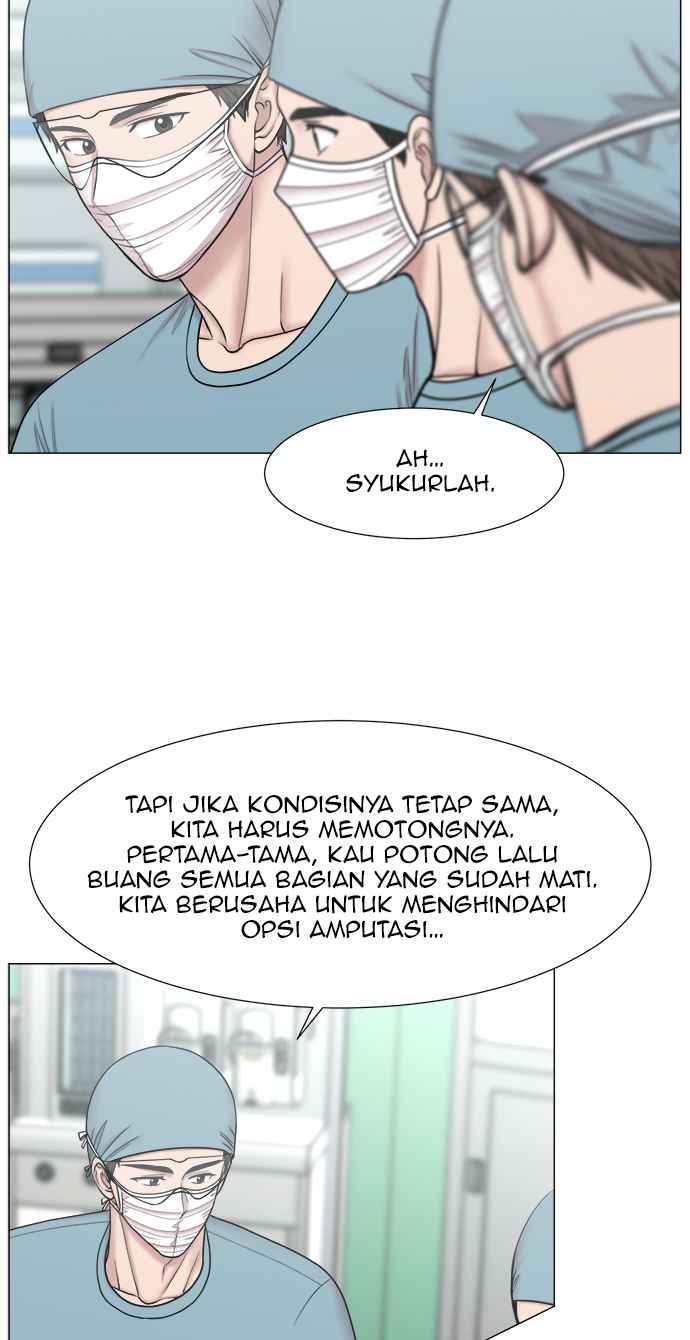 AH...
SYUKURLAH.
TAPI JIKA KONDISINYA TETAP SAMA,
KITA HARUS MEMOTONGNYA.
PERTAMA-TAMA, KAU POTONG LALU
BUANG SEMUA BAGIAN YANG SUDAH MATI.
KITA BERUSAHA UNTUK MENGHINDARI
OPSI AMPUTASI...